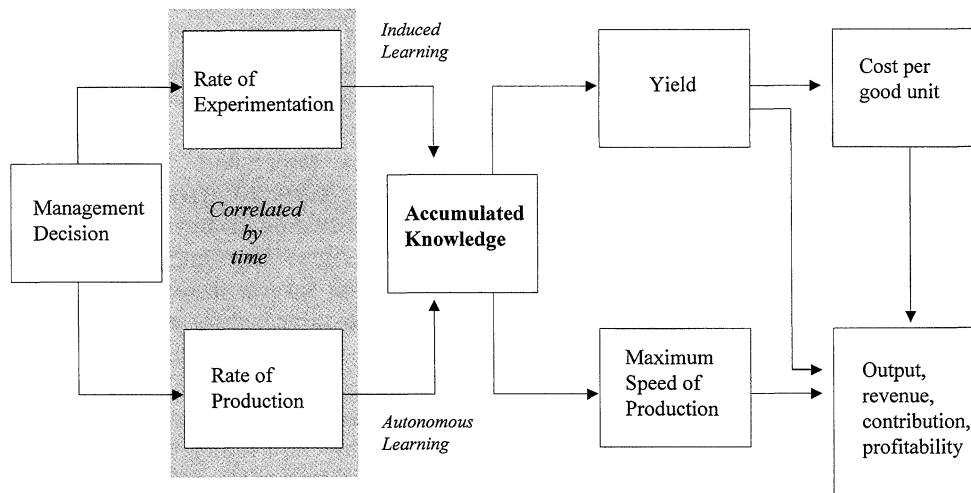 Induced
Learning
Rate of
Experimentation
Yield
Cost per
good unit
Management
Decision
Correlated
by
time
Accumulated
Knowledge
Rate of
Production
Maximum
Speed of
Production
Output,
revenue,
contribution,
profitability
Autonomous
Learning